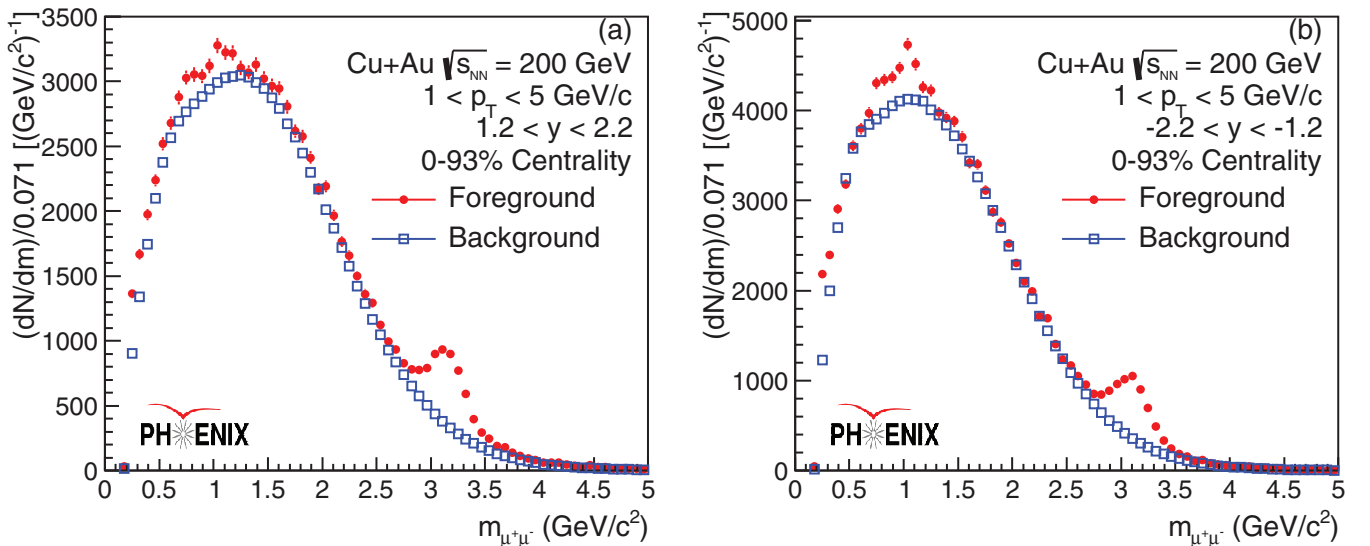 (a)
Cu+Au √s_NN = 200 GeV
1 < p_T < 5 GeV/c
1.2 < y < 2.2
0-93% Centrality
Foreground
Background
(dN/dm)/0.071 [(GeV/c²)⁻¹]
3500
3000
2500
2000
1500
1000
500
0
PHENIX
0 0.5 1 1.5 2 2.5 3 3.5 4 4.5 5
m_μ⁺μ⁻ (GeV/c²)
(b)
Cu+Au √s_NN = 200 GeV
1 < p_T < 5 GeV/c
-2.2 < y < -1.2
0-93% Centrality
Foreground
Background
(dN/dm)/0.071 [(GeV/c²)⁻¹]
5000
4000
3000
2000
1000
0
PHENIX
0 0.5 1 1.5 2 2.5 3 3.5 4 4.5 5
m_μ⁺μ⁻ (GeV/c²)